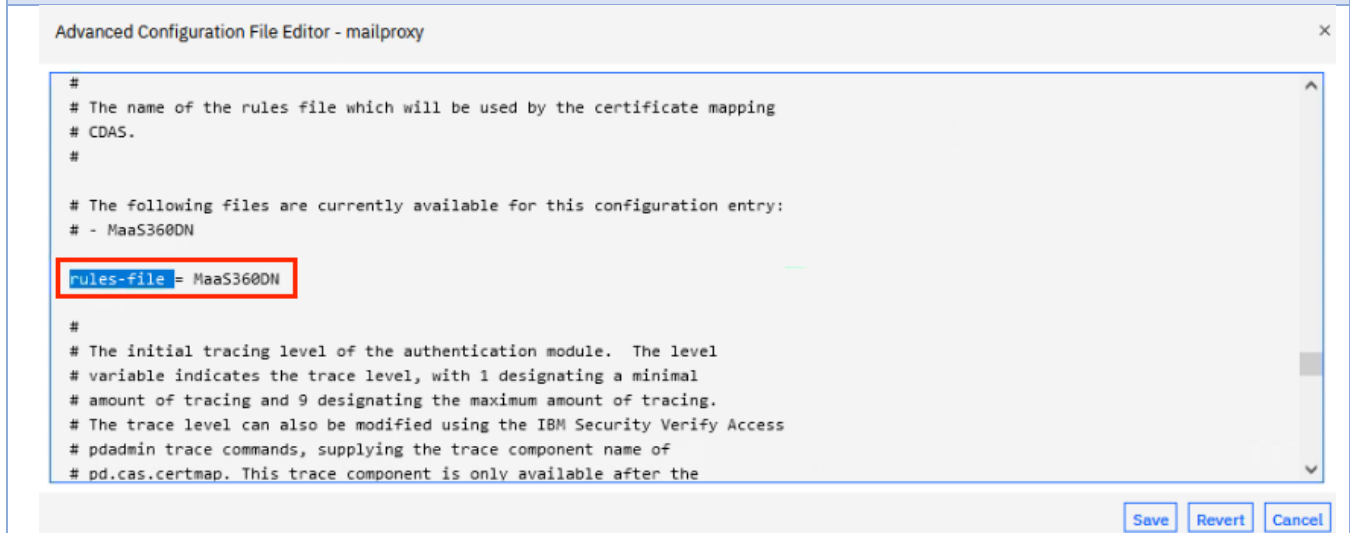 Advanced Configuration File Editor - mailproxy
#
# The name of the rules file which will be used by the certificate mapping
# CDAS.
#
# The following files are currently available for this configuration entry:
# - MaaS360DN
rules-file = MaaS360DN
#
# The initial tracing level of the authentication module.  The level
# variable indicates the trace level, with 1 designating a minimal
# amount of tracing and 9 designating the maximum amount of tracing.
# The trace level can also be modified using the IBM Security Verify Access
# pdadmin trace commands, supplying the trace component name of
# pd.cas.certmap. This trace component is only available after the
Save Revert Cancel